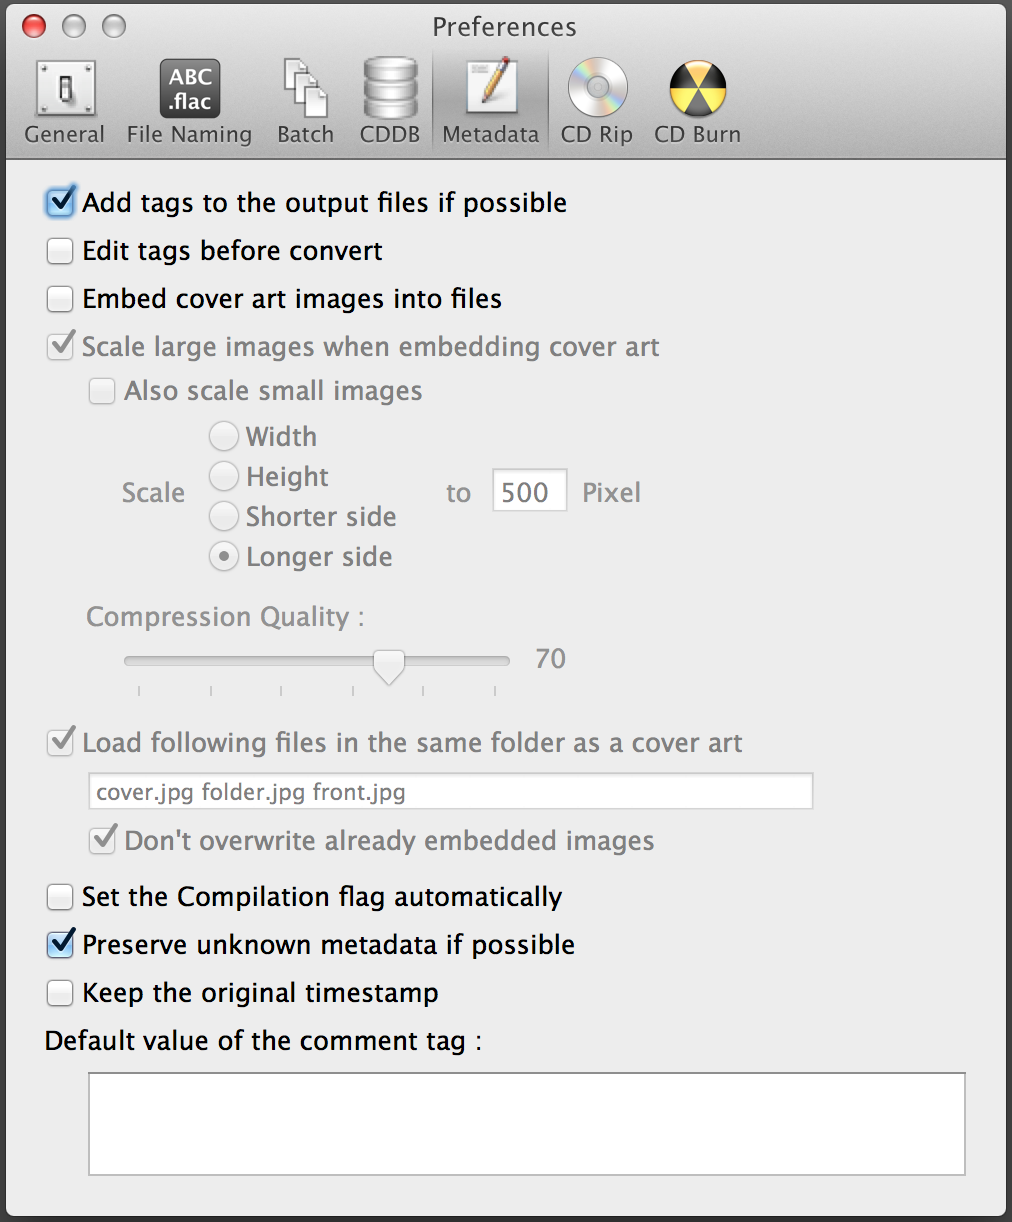 Preferences
ABC
.flac
General File Naming Batch CDDB Metadata CD Rip CD Burn
Add tags to the output files if possible
Edit tags before convert
Embed cover art images into files
Scale large images when embedding cover art
Also scale small images
Width
Height
Scale to 500 Pixel
Shorter side
Longer side
Compression Quality :
70
Load following files in the same folder as a cover art
cover.jpg folder.jpg front.jpg
Don't overwrite already embedded images
Set the Compilation flag automatically
Preserve unknown metadata if possible
Keep the original timestamp
Default value of the comment tag :